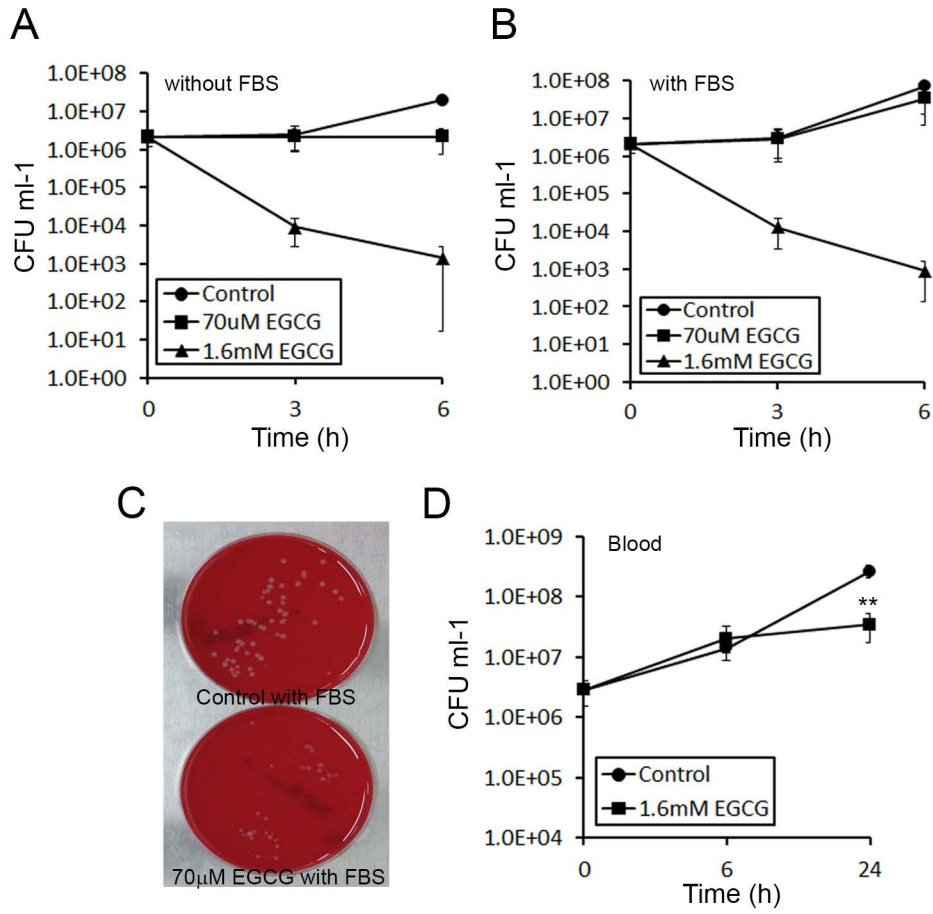 A
without FBS
1.0E+08
1.0E+07
1.0E+06
1.0E+05
1.0E+04
1.0E+03
1.0E+02
1.0E+01
1.0E+00
CFU ml-1
Control
70uM EGCG
1.6mM EGCG
0 3 6
Time (h)
B
with FBS
1.0E+08
1.0E+07
1.0E+06
1.0E+05
1.0E+04
1.0E+03
1.0E+02
1.0E+01
1.0E+00
CFU ml-1
Control
70uM EGCG
1.6mM EGCG
0 3 6
Time (h)
C
Control with FBS
70μM EGCG with FBS
D
Blood
1.0E+09
1.0E+08
1.0E+07
1.0E+06
1.0E+05
1.0E+04
CFU ml-1
**
Control
1.6mM EGCG
0 6 24
Time (h)